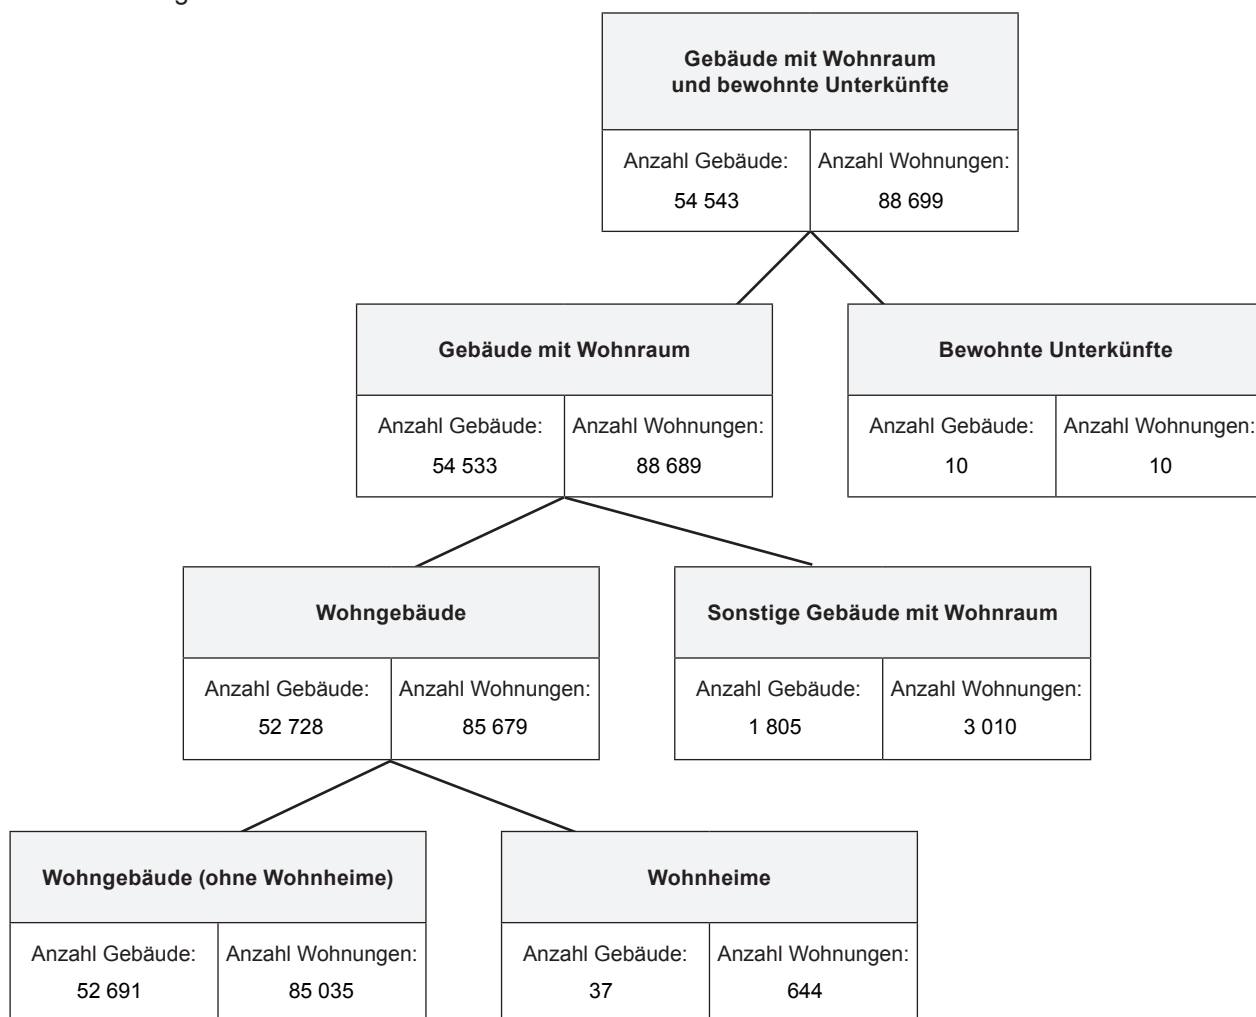 Gebäude mit Wohnraum
und bewohnte Unterkünfte
Anzahl Gebäude: Anzahl Wohnungen:
54 543 88 699
Gebäude mit Wohnraum Bewohnte Unterkünfte
Anzahl Gebäude: Anzahl Wohnungen: Anzahl Gebäude: Anzahl Wohnungen:
54 533 88 689 10 10
Wohngebäude Sonstige Gebäude mit Wohnraum
Anzahl Gebäude: Anzahl Wohnungen: Anzahl Gebäude: Anzahl Wohnungen:
52 728 85 679 1 805 3 010
Wohngebäude (ohne Wohnheime) Wohnheime
Anzahl Gebäude: Anzahl Wohnungen: Anzahl Gebäude: Anzahl Wohnungen:
52 691 85 035 37 644